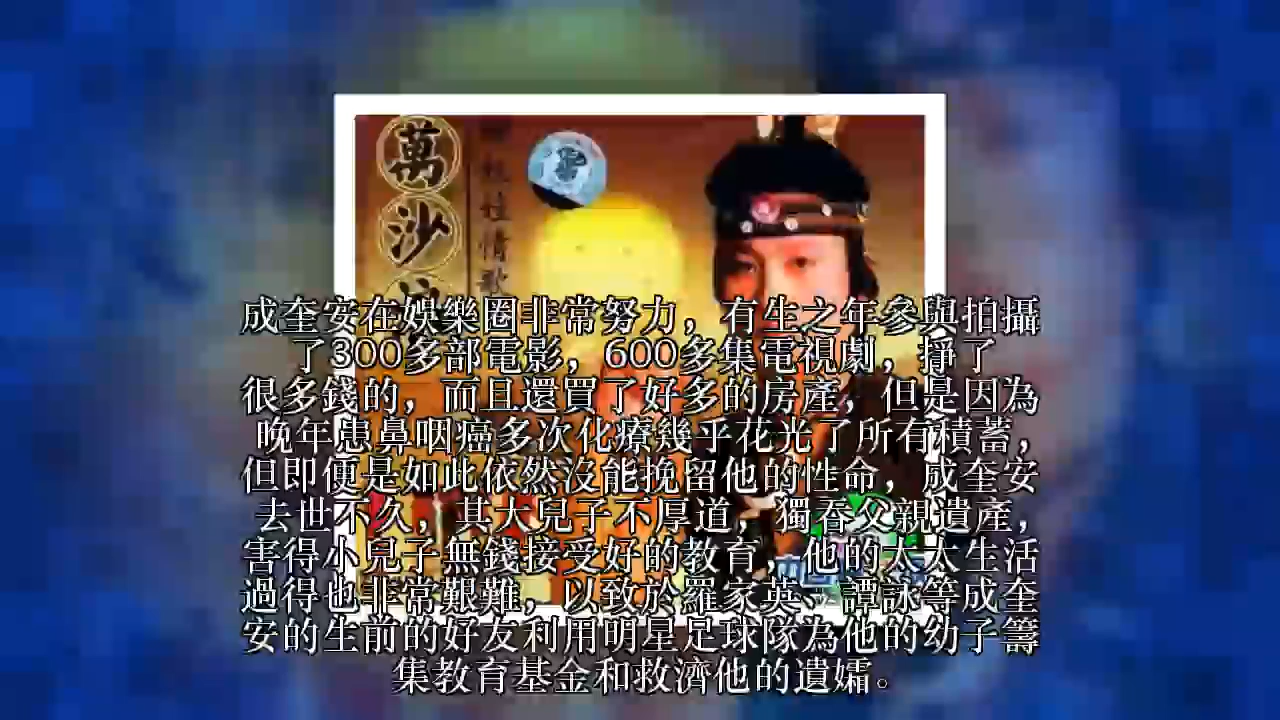 萬
沙
情歌
成奎安在娛樂圈非常努力，有生之年參與拍攝
了300多部電影，600多集電視劇，掙了
很多錢的，而且還買了好多的房產，但是因為
晚年患鼻咽癌多次化療幾乎花光了所有積蓄，
但即便是如此依然沒能挽留他的性命，成奎安
去世不久，其大兒子不厚道，獨吞父親遺產，
害得小兒子無錢接受好的教育，他的太太生活
過得也非常艱難，以致於羅家英、譚詠等成奎
安的生前的好友利用明星足球隊為他的幼子籌
集教育基金和救濟他的遺孀。